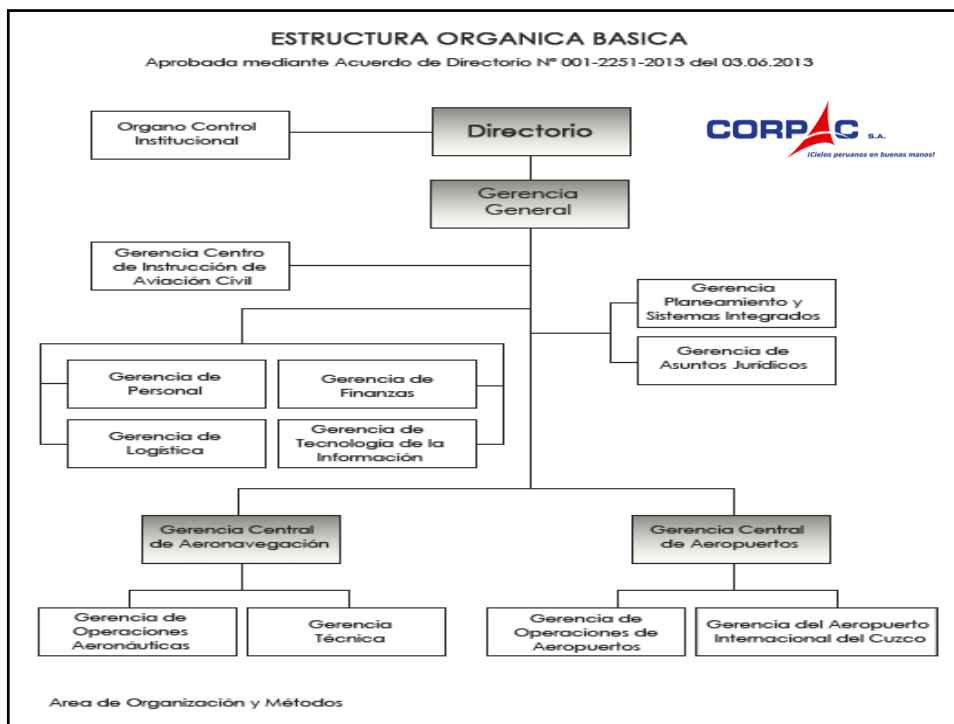 ESTRUCTURA ORGANICA BASICA
Aprobada mediante Acuerdo de Directorio Nº 001-2251-2013 del 03.06.2013
Organo Control
Institucional
Directorio
CORPAC S.A.
¡Cielos peruanos en buenas manos!
Gerencia
General
Gerencia Centro
de Instrucción de
Aviación Civil
Gerencia
Planeamiento y
Sistemas Integrados
Gerencia de
Asuntos Jurídicos
Gerencia de
Personal
Gerencia de
Finanzas
Gerencia de
Logística
Gerencia de
Tecnología de la
Información
Gerencia Central
de Aeronavegación
Gerencia Central
de Aeropuertos
Gerencia de
Operaciones
Aeronáuticas
Gerencia
Técnica
Gerencia de
Operaciones de
Aeropuertos
Gerencia del Aeropuerto
Internacional del Cuzco
Area de Organización y Métodos